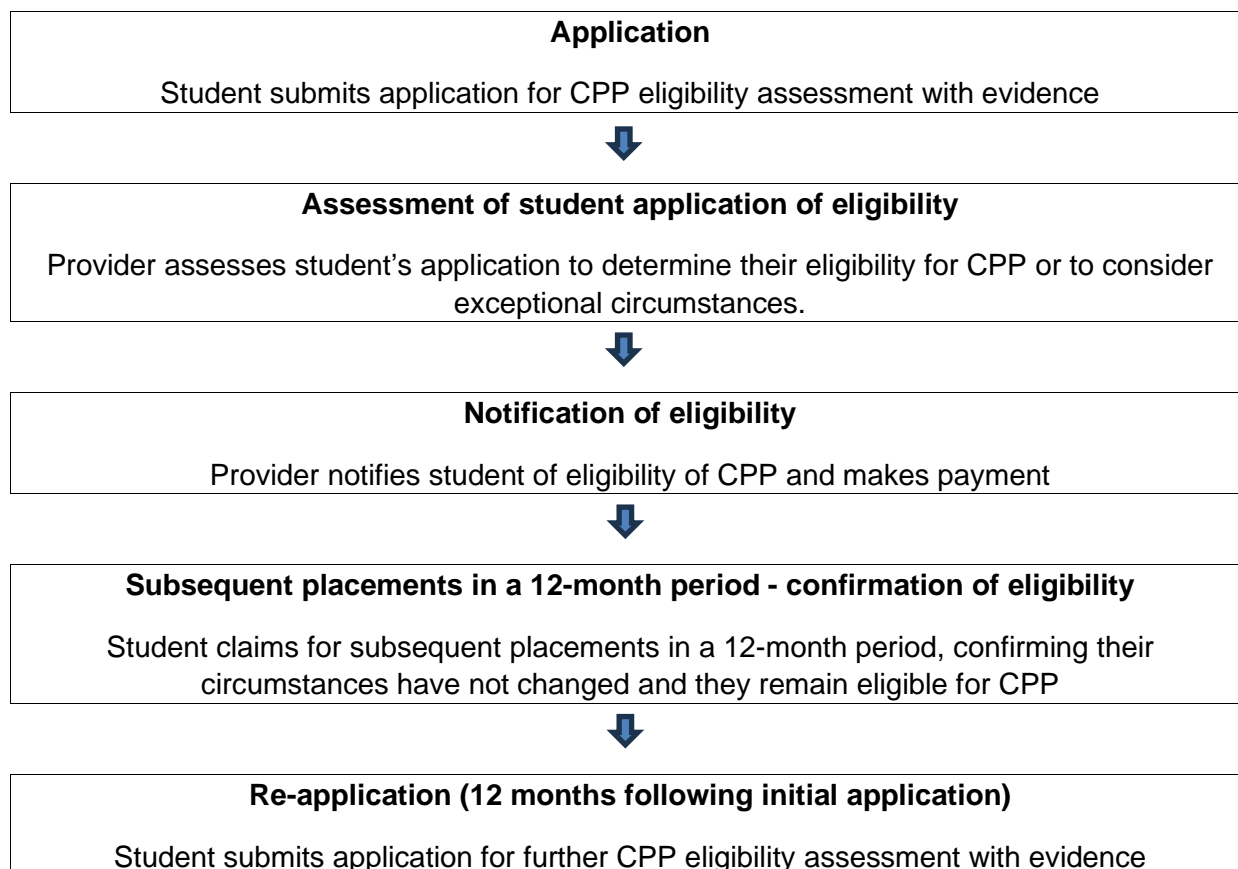 Application
Student submits application for CPP eligibility assessment with evidence
Assessment of student application of eligibility
Provider assesses student's application to determine their eligibility for CPP or to consider
exceptional circumstances.
Notification of eligibility
Provider notifies student of eligibility of CPP and makes payment
Subsequent placements in a 12-month period - confirmation of eligibility
Student claims for subsequent placements in a 12-month period, confirming their
circumstances have not changed and they remain eligible for CPP
Re-application (12 months following initial application)
Student submits application for further CPP eligibility assessment with evidence